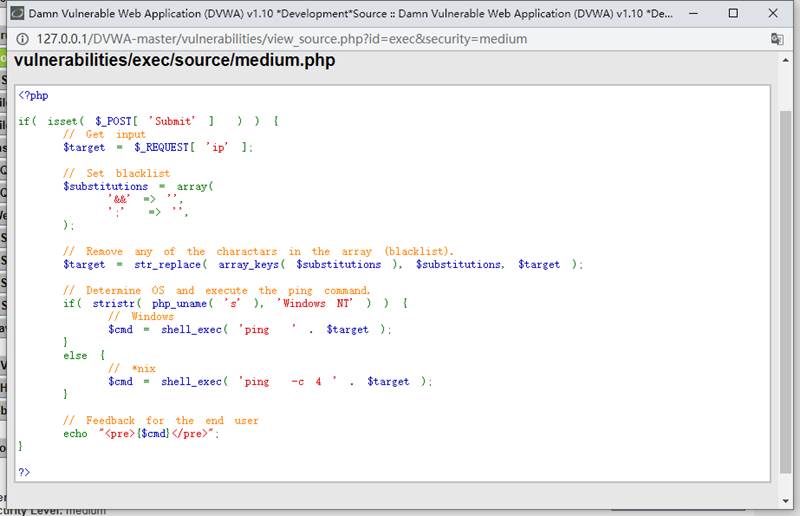 Damn Vulnerable Web Application (DVWA) v1.10 *Development*Source :: Damn Vulnerable Web Application (DVWA) v1.10 *De...
127.0.0.1/DVWA-master/vulnerabilities/view_source.php?id=exec&security=medium
vulnerabilities/exec/source/medium.php
<?php
if( isset( $_POST[ 'Submit' ] ) ) {
// Get input
$target = $_REQUEST[ 'ip' ];
// Set blacklist
$substitutions = array(
'&&' => '',
';' => '',
);
// Remove any of the charactars in the array (blacklist).
$target = str_replace( array_keys( $substitutions ), $substitutions, $target );
// Determine OS and execute the ping command.
if( stristr( php_uname( 's' ), 'Windows NT' ) ) {
// Windows
$cmd = shell_exec( 'ping ' . $target );
}
else {
// *nix
$cmd = shell_exec( 'ping -c 4 ' . $target );
}
// Feedback for the end user
echo "<pre>{$cmd}</pre>";
}
?>
curity Level: medium